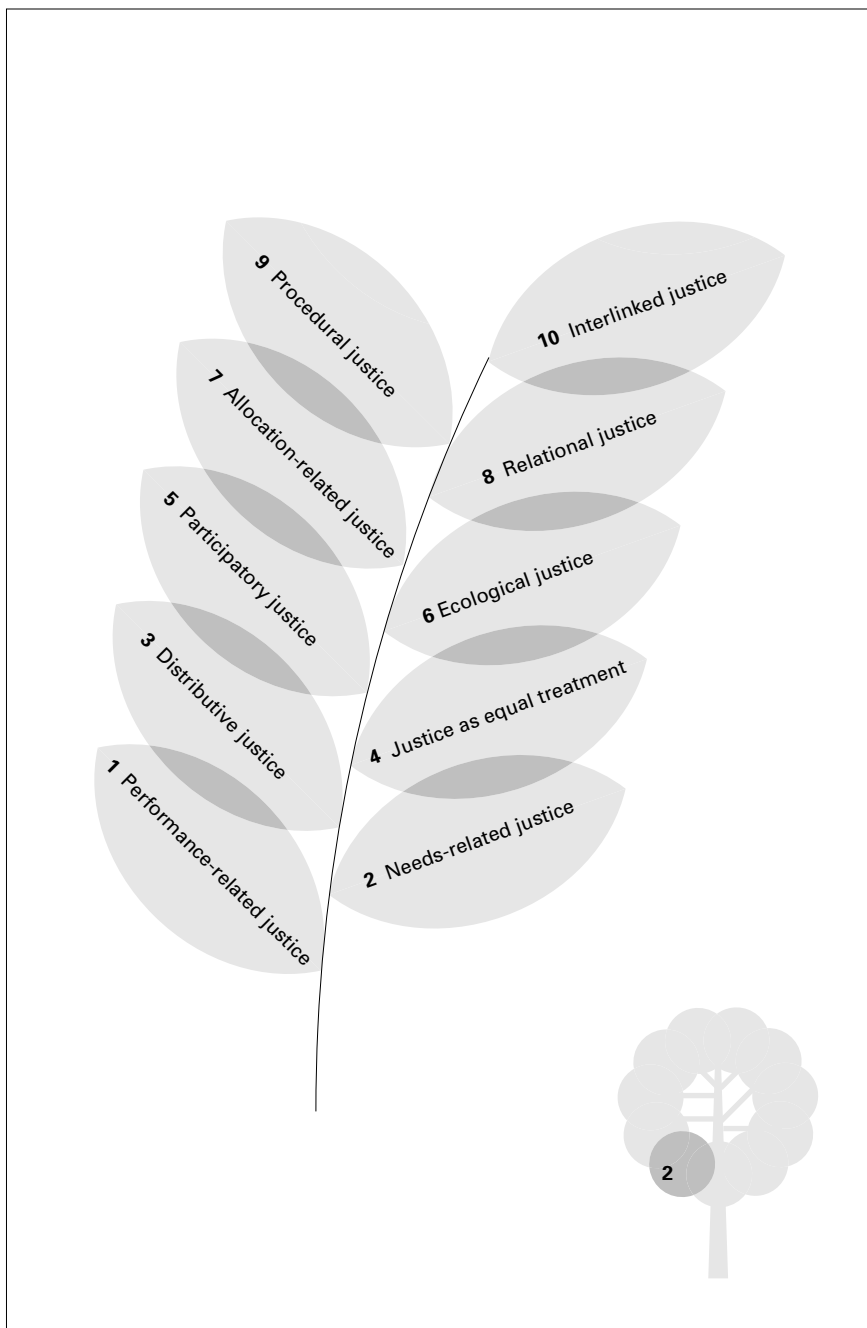 9 Procedural justice
10 Interlinked justice
7 Allocation-related justice
8 Relational justice
5 Participatory justice
6 Ecological justice
3 Distributive justice
4 Justice as equal treatment
1 Performance-related justice
2 Needs-related justice
2